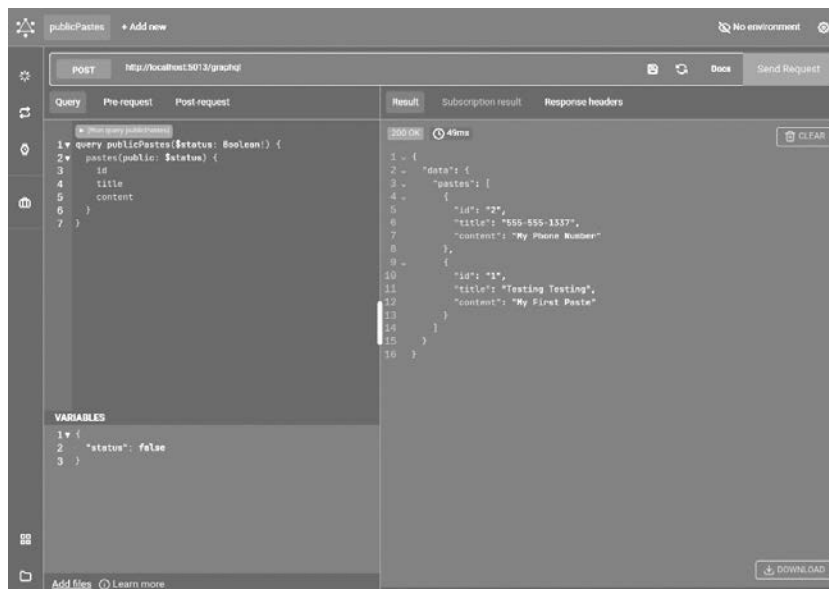 publicPastes + Add new No environment
POST http://localhost:5013/graphql Docs Send Request
Query Pre-request Post-request
(Run query publicPastes)
1 query publicPastes($status: Boolean!) {
2 pastes(public: $status) {
3 id
4 title
5 content
6 }
7 }
VARIABLES
1 {
2 "status": false
3 }
Add files Learn more
Result Subscription result Response headers
200 OK 49ms CLEAR
1 {
2 "data": {
3 "pastes": [
4 {
5 "id": "2",
6 "title": "555-555-1337",
7 "content": "My Phone Number"
8 },
9 {
10 "id": "1",
11 "title": "Testing Testing",
12 "content": "My First Paste"
13 }
14 ]
15 }
16 }
DOWNLOAD